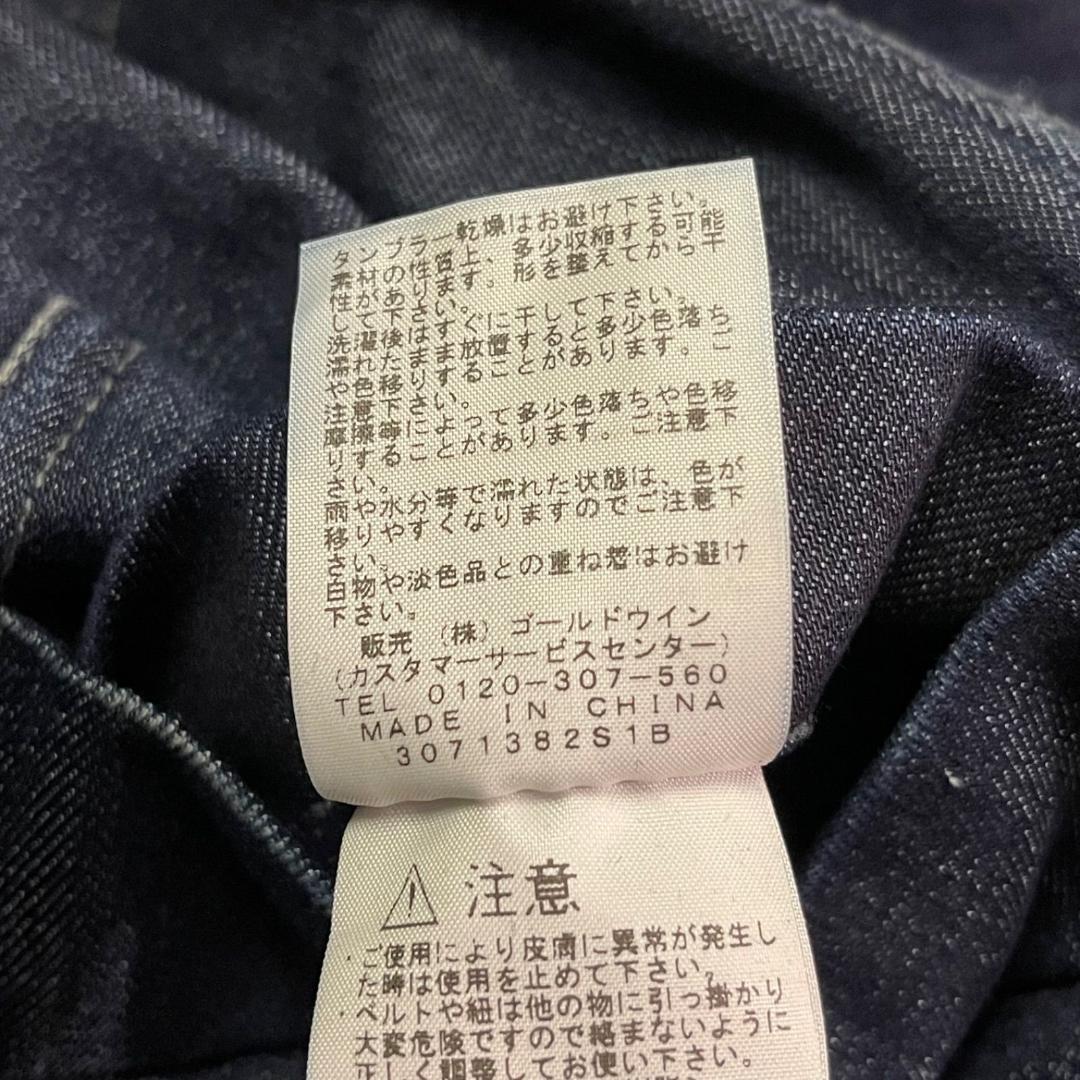 タンブラー乾燥はお避け下さい。
素材の性質上、多少収縮する可能
性があります。形を整えてから干
して下さい。
洗濯後はすぐに干して下さい。
濡れたまま放置すると多少色落ち
や色移りすることがあります。ご
注意下さい。
摩擦等によって多少色落ちや色移
りすることがあります。ご注意下
さい。
雨や水分等で濡れた状態は、色が
移りやすくなりますのでご注意下
さい。
白物や淡色品との重ね着はお避け
下さい。
販売 (株) ゴールドウイン
(カスタマーサービスセンター)
TEL 0120-307-560
MADE IN CHINA
3071382S1B
注意
・ご使用により皮膚に異常が発生し
た時は使用を止めて下さい。
・ベルトや紐は他の物に引っ掛かり
大変危険ですので絡まないように
正しく調整してお使い下さい。